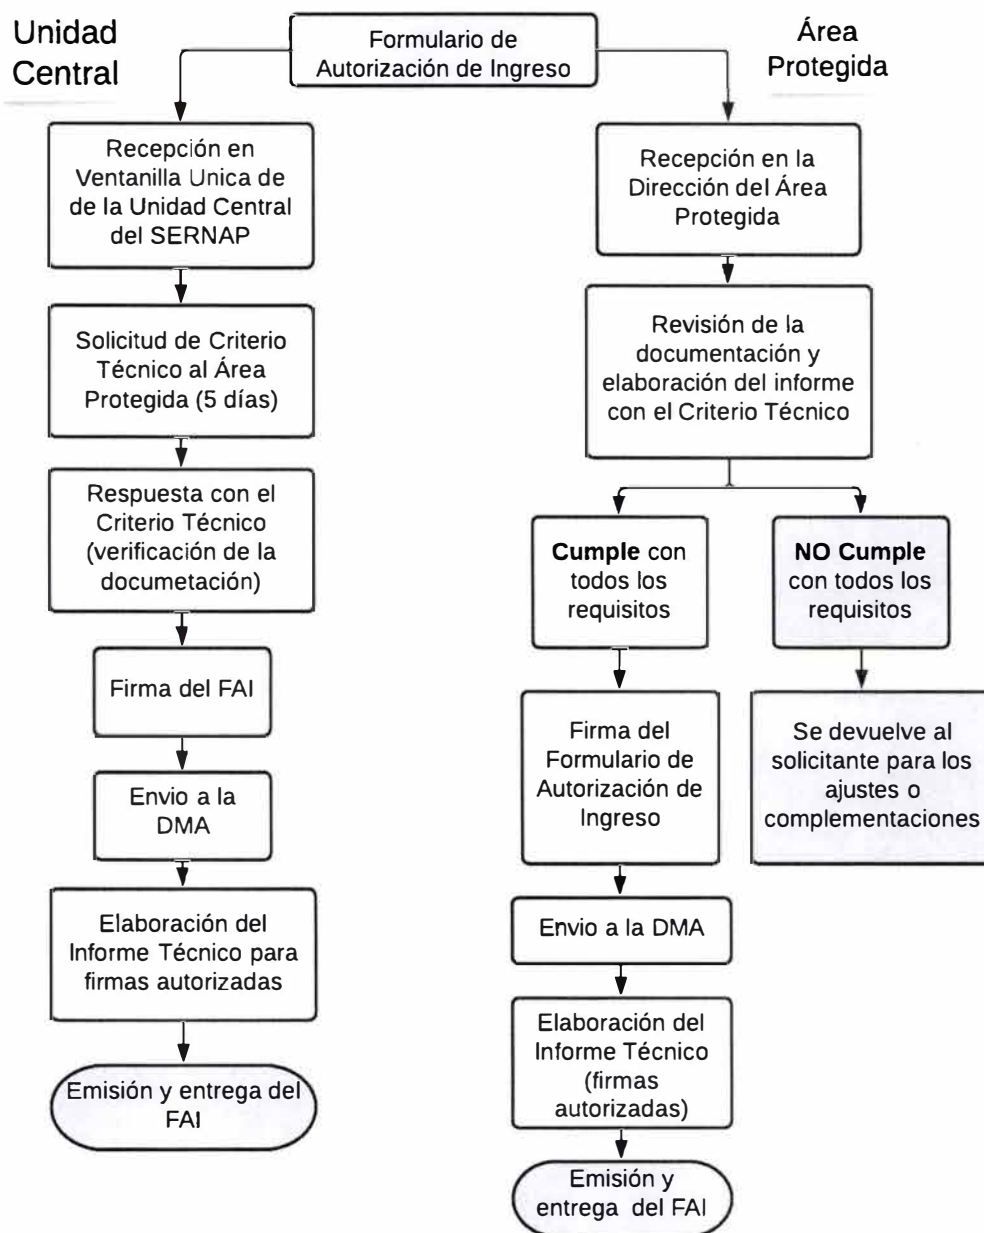 Unidad
Central
Formulario de
Autorización de Ingreso
Área
Protegida
Recepción en
Ventanilla Unica de
de la Unidad Central
del SERNAP
Solicitud de Criterio
Técnico al Área
Protegida (5 días)
Respuesta con el
Criterio Técnico
(verificación de la
documetación)
Firma del FAI
Envio a la
DMA
Elaboración del
Informe Técnico para
firmas autorizadas
Emisión y entrega del
FAI
Recepción en la
Dirección del Área
Protegida
Revisión de la
documentación y
elaboración del informe
con el Criterio Técnico
Cumple con
todos los
requisitos
NO Cumple
con todos los
requisitos
Firma del
Formulario de
Autorización de
Ingreso
Se devuelve al
solicitante para los
ajustes o
complementaciones
Envio a la DMA
Elaboración del
Informe Técnico
(firmas
autorizadas)
Emisión y
entrega del FAI